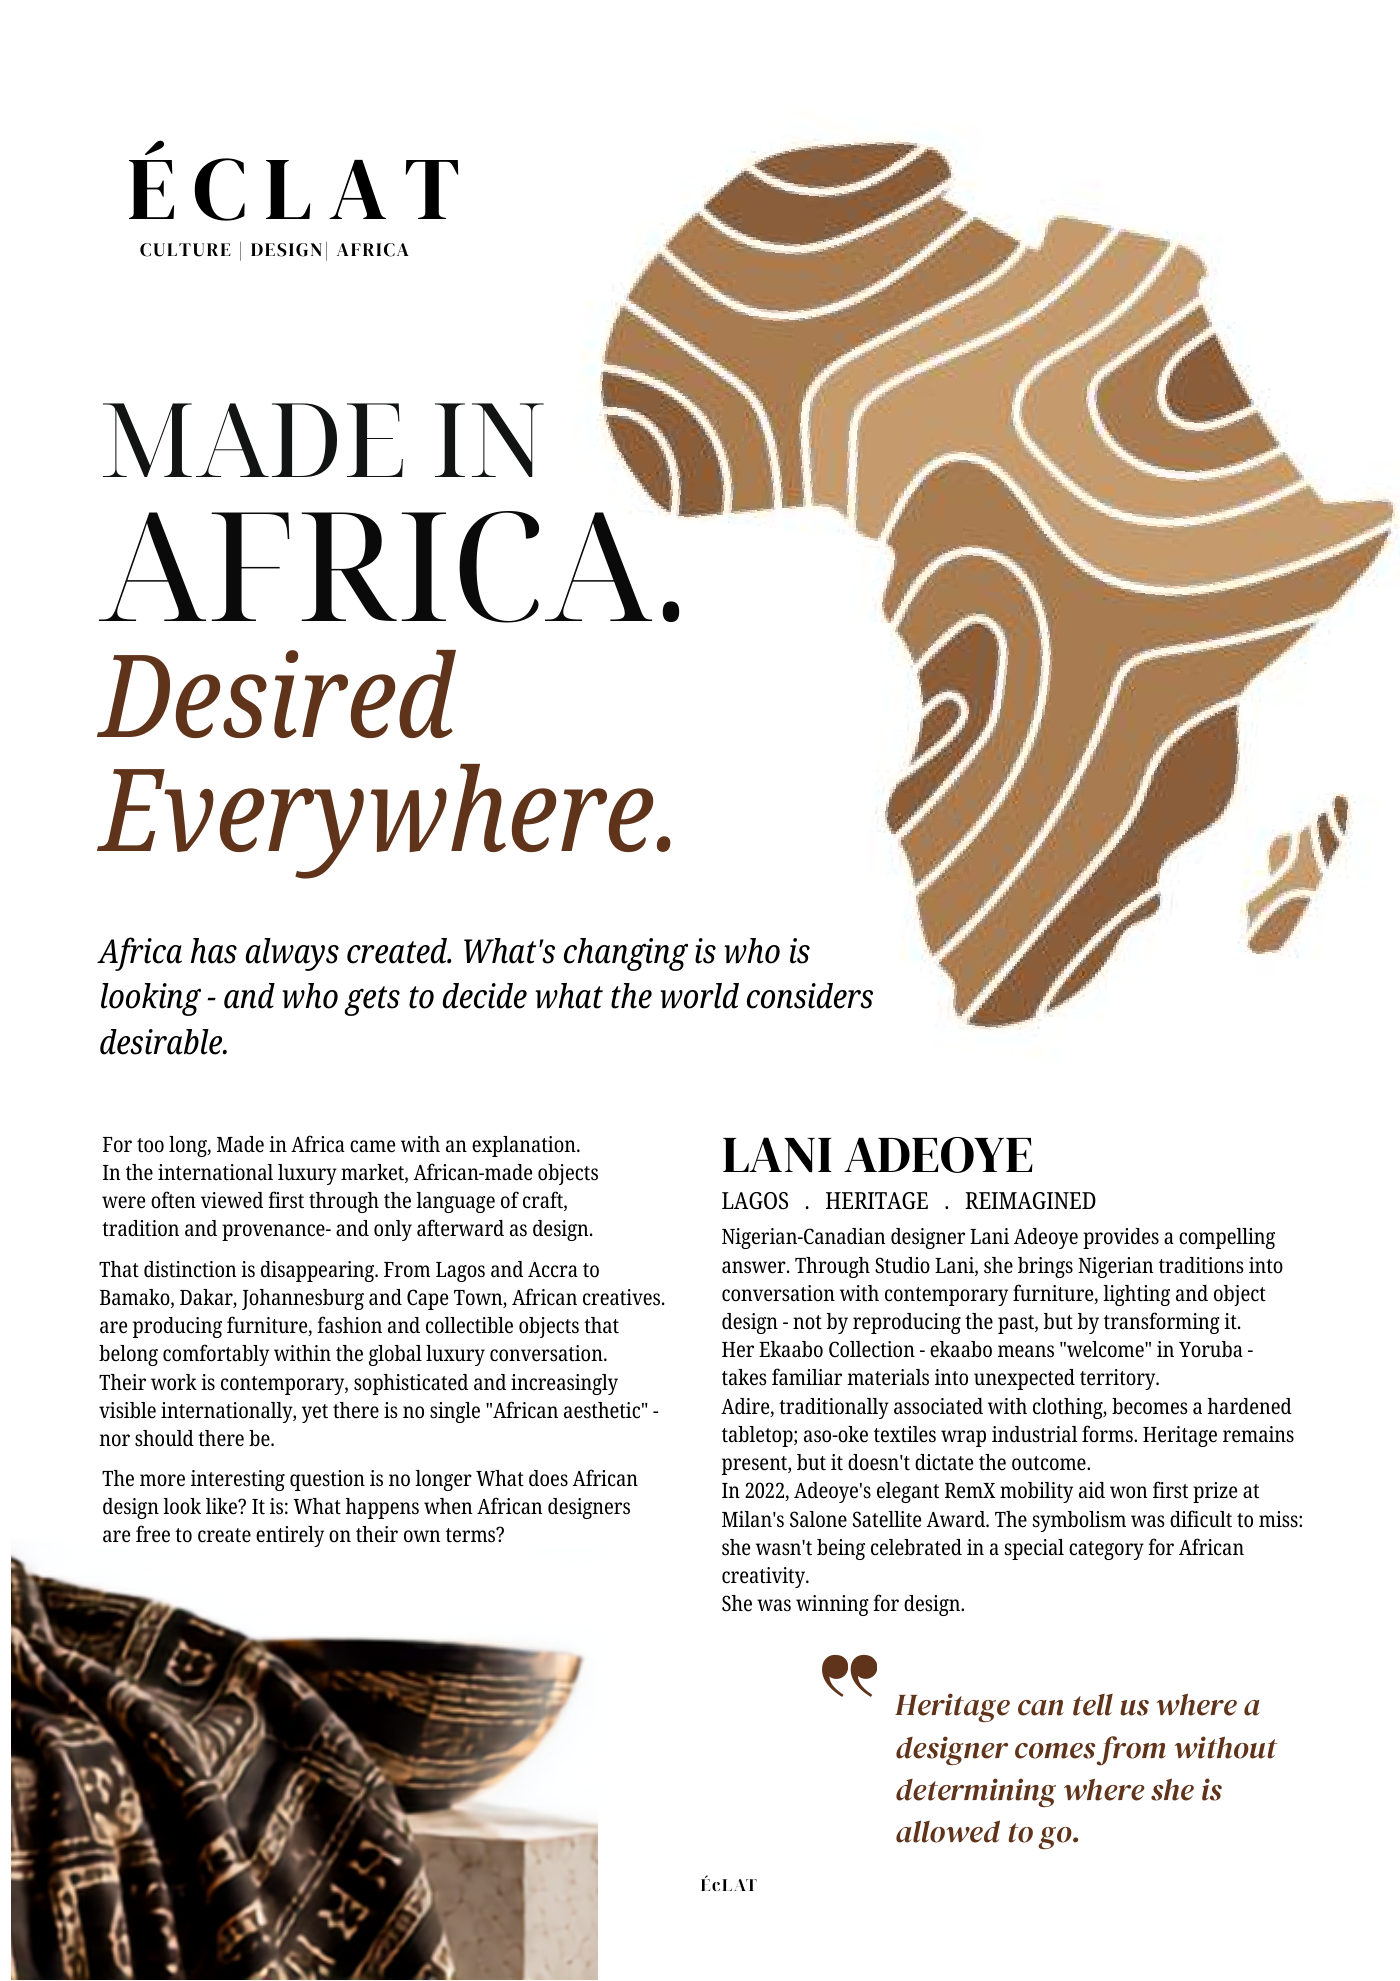 ÉCLAT
CULTURE | DESIGN | AFRICA
MADE IN
AFRICA.
Desired
Everywhere.
Africa has always created. What's changing is who is
looking - and who gets to decide what the world considers
desirable.
For too long, Made in Africa came with an explanation.
In the international luxury market, African-made objects
were often viewed first through the language of craft,
tradition and provenance- and only afterward as design.
That distinction is disappearing. From Lagos and Accra to
Bamako, Dakar, Johannesburg and Cape Town, African creatives.
are producing furniture, fashion and collectible objects that
belong comfortably within the global luxury conversation.
Their work is contemporary, sophisticated and increasingly
visible internationally, yet there is no single "African aesthetic" -
nor should there be.
The more interesting question is no longer What does African
design look like? It is: What happens when African designers
are free to create entirely on their own terms?
LANI ADEOYE
LAGOS . HERITAGE . REIMAGINED
Nigerian-Canadian designer Lani Adeoye provides a compelling
answer. Through Studio Lani, she brings Nigerian traditions into
conversation with contemporary furniture, lighting and object
design - not by reproducing the past, but by transforming it.
Her Ekaabo Collection - ekaabo means "welcome" in Yoruba -
takes familiar materials into unexpected territory.
Adire, traditionally associated with clothing, becomes a hardened
tabletop; aso-oke textiles wrap industrial forms. Heritage remains
present, but it doesn't dictate the outcome.
In 2022, Adeoye's elegant RemX mobility aid won first prize at
Milan's Salone Satellite Award. The symbolism was dificult to miss:
she wasn't being celebrated in a special category for African
creativity.
She was winning for design.
❞
Heritage can tell us where a
designer comes from without
determining where she is
allowed to go.
ÉcLAT